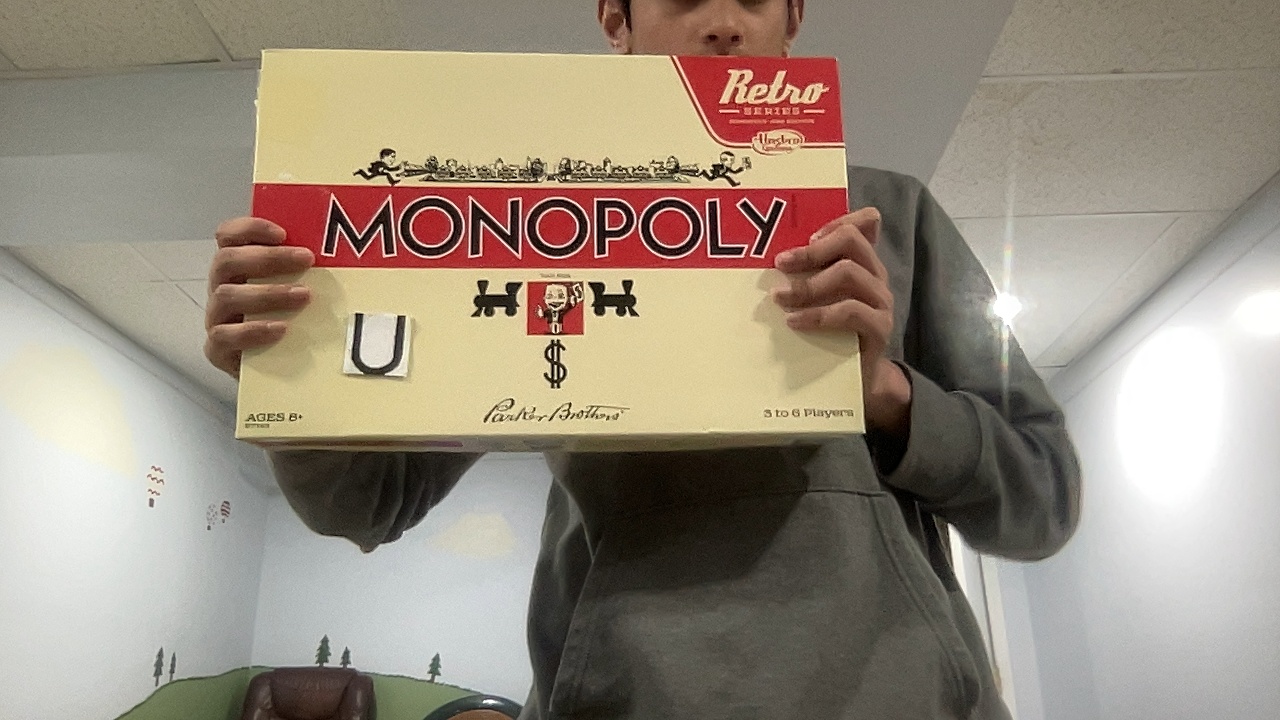 Retro
SERIES
Hasbro
MONOPOLY
U
$
Parker Brothers
AGES 8+
3 to 6 Players